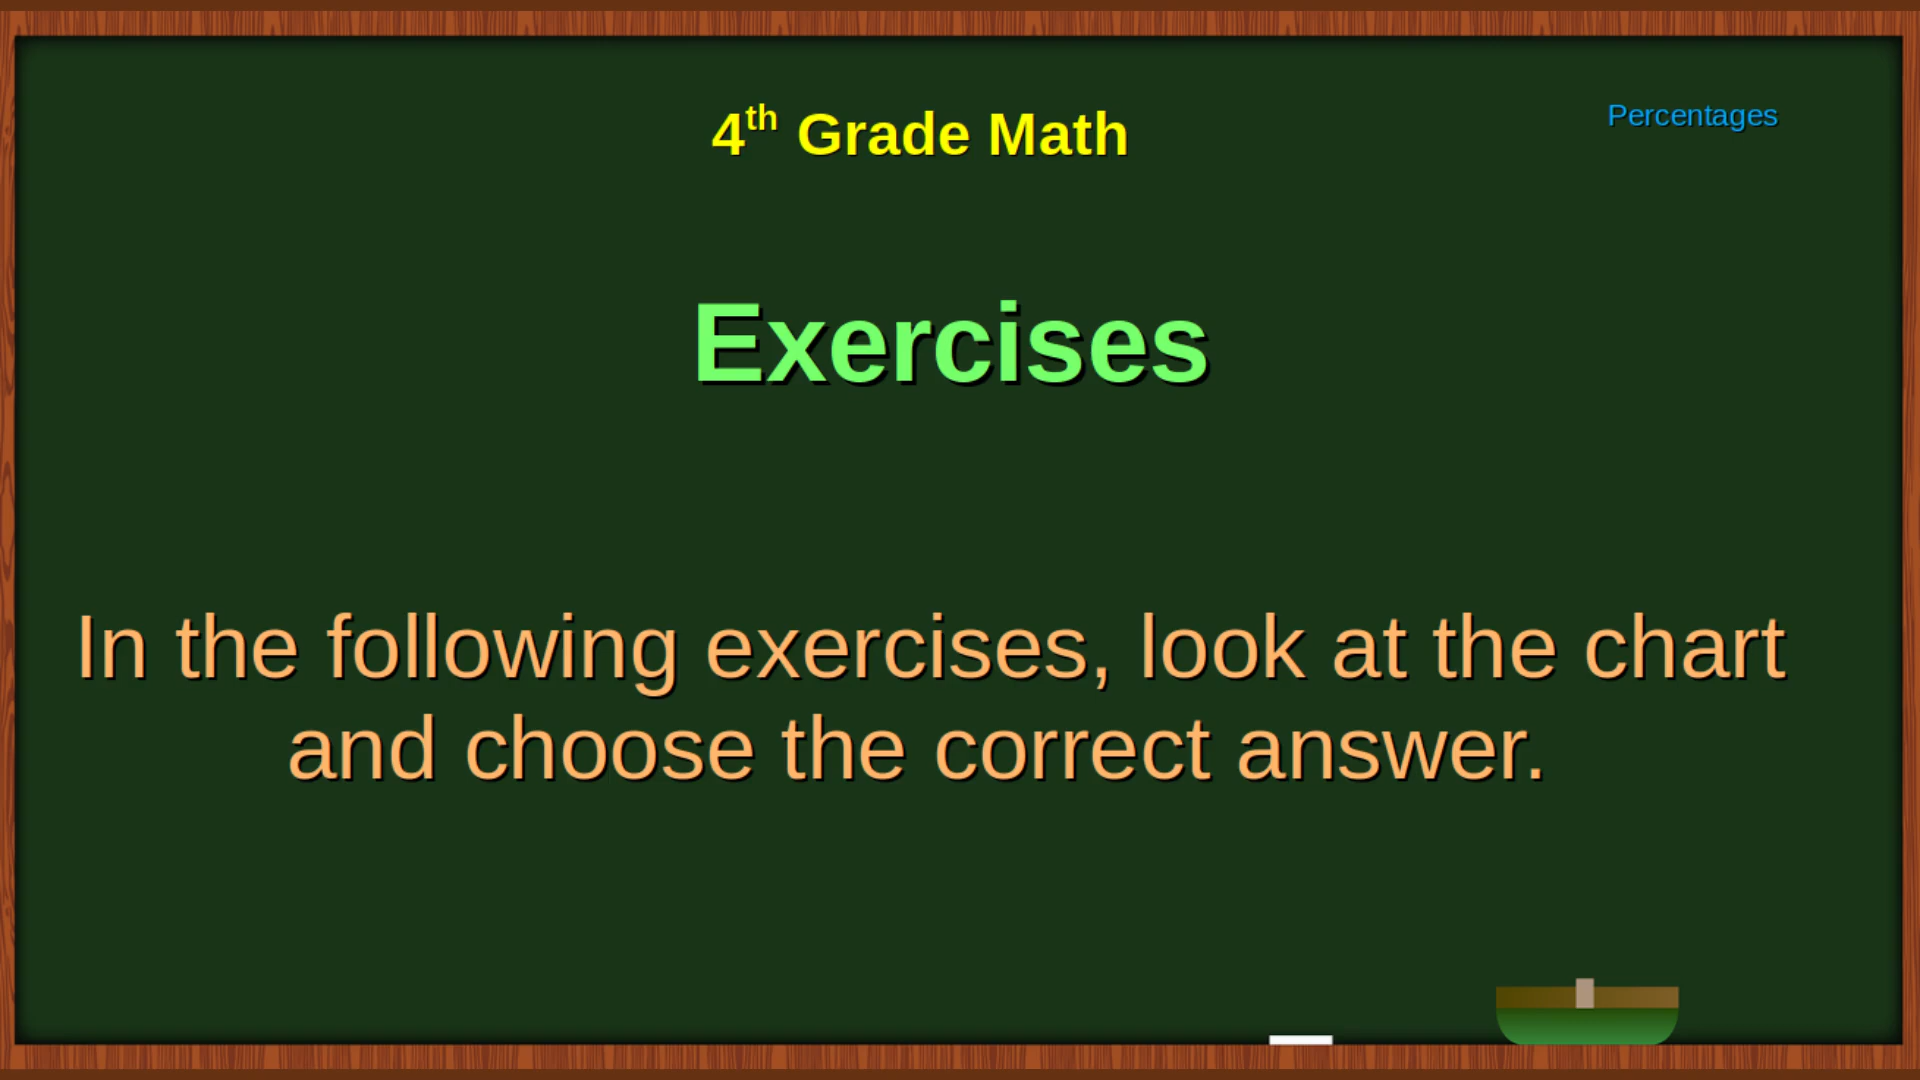 4th Grade Math
Percentages
Exercises
In the following exercises, look at the chart
and choose the correct answer.